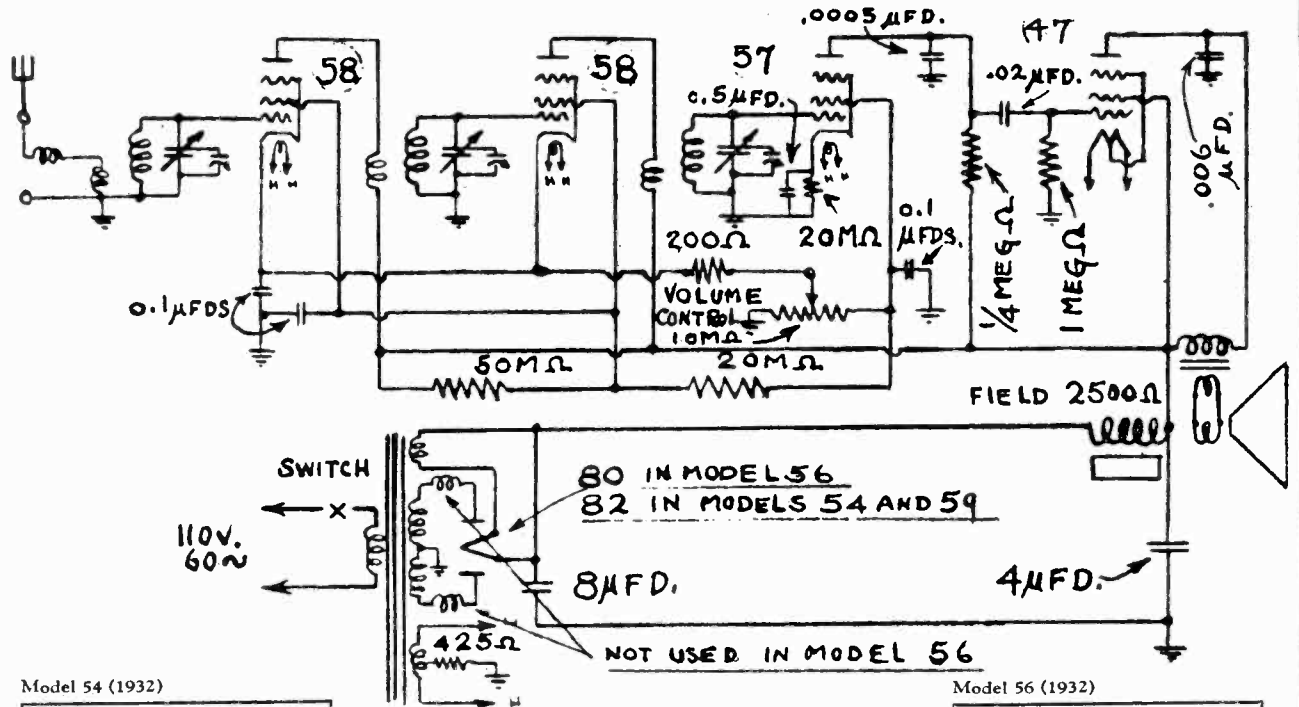 .0005 µFD.
58
58
57
47
0.5 µFD.
.02 µFD.
.006 µFD.
H H
H H
H H
200Ω
20MΩ
0.1 µFDS.
1/4 MEG Ω
1 MEG Ω
0.1 µFDS
VOLUME CONTROL
10MΩ
50MΩ
20MΩ
FIELD 2500Ω
SWITCH
X
80 IN MODEL 56
82 IN MODELS 54 AND 59
110V.
60~
8µFD.
4µFD.
425Ω
H
NOT USED IN MODEL 56
H
Model 54 (1932)
Model 56 (1932)